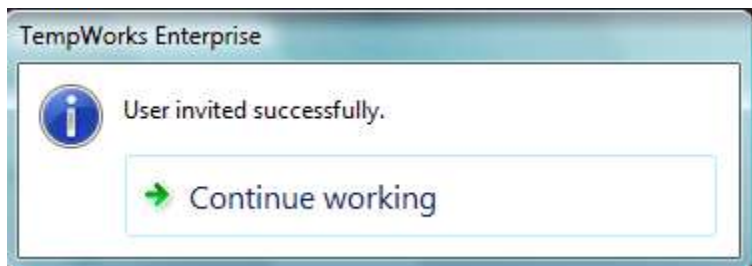 TempWorks Enterprise
User invited successfully.
Continue working